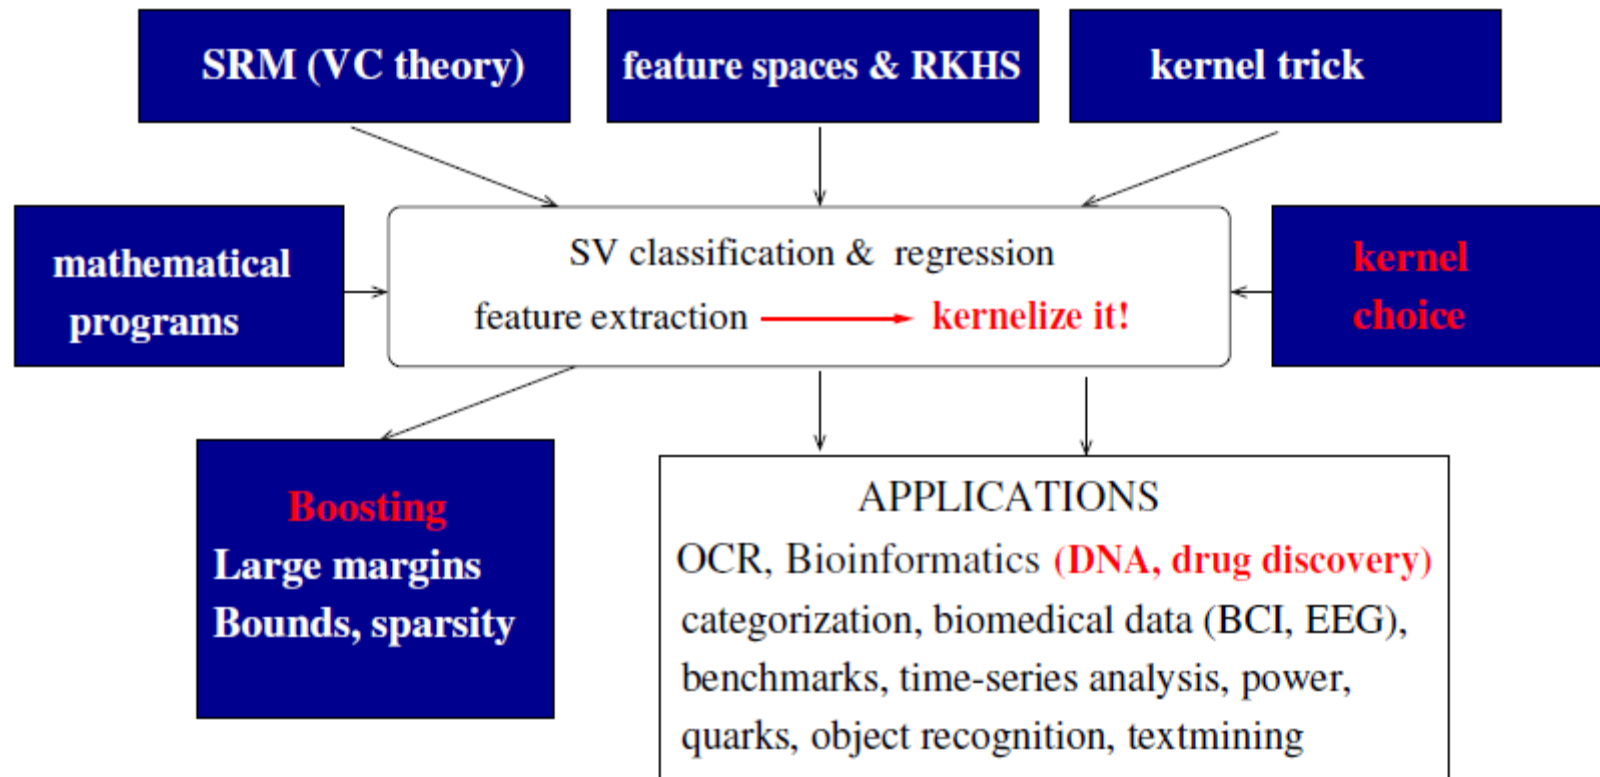 SRM (VC theory)
feature spaces & RKHS
kernel trick
mathematical
programs
SV classification & regression
feature extraction
kernelize it!
kernel
choice
Boosting
Large margins
Bounds, sparsity
APPLICATIONS
OCR, Bioinformatics (DNA, drug discovery)
categorization, biomedical data (BCI, EEG),
benchmarks, time-series analysis, power,
quarks, object recognition, textmining